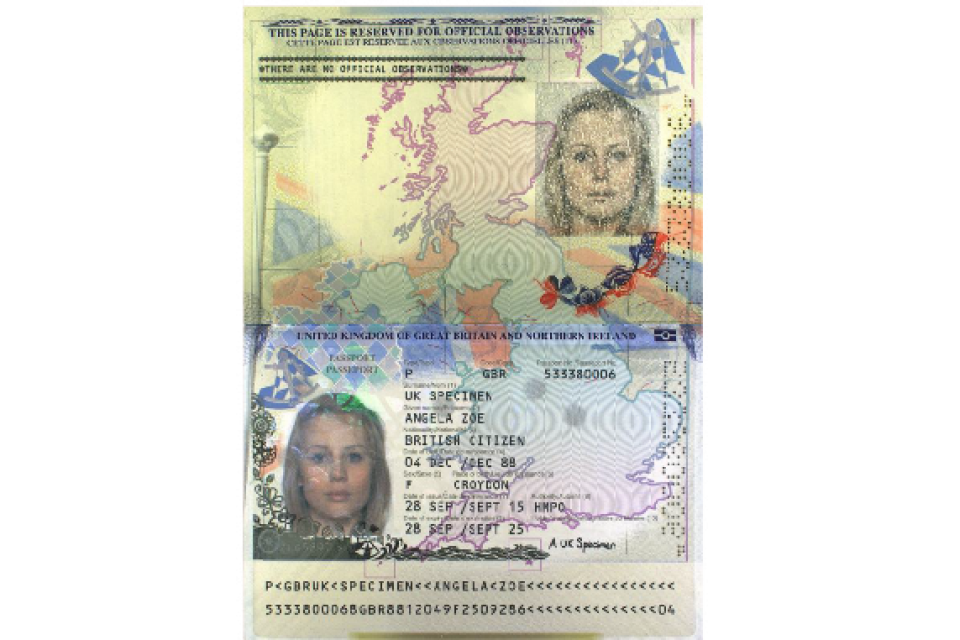 THIS PAGE IS RESERVED FOR OFFICIAL OBSERVATIONS
CETTE PAGE EST RESERVEE AUX OBSERVATIONS OFFICIELLES
*THERE ARE NO OFFICIAL OBSERVATIONS*
UNITED KINGDOM OF GREAT BRITAIN AND NORTHERN IRELAND
PASSPORT
PASSEPORT
P GBR 533380006
UK SPECIMEN
ANGELA ZOE
BRITISH CITIZEN
04 DEC /DEC 88
F CROYDON
28 SEP /SEPT 15 HMPO
28 SEP /SEPT 25
A UK Specimen
P<GBRUK<SPECIMEN<<ANGELA<ZOE<<<<<<<<<<<<<<<<
5333800068GBR8812049F2509286<<<<<<<<<<<<<<04